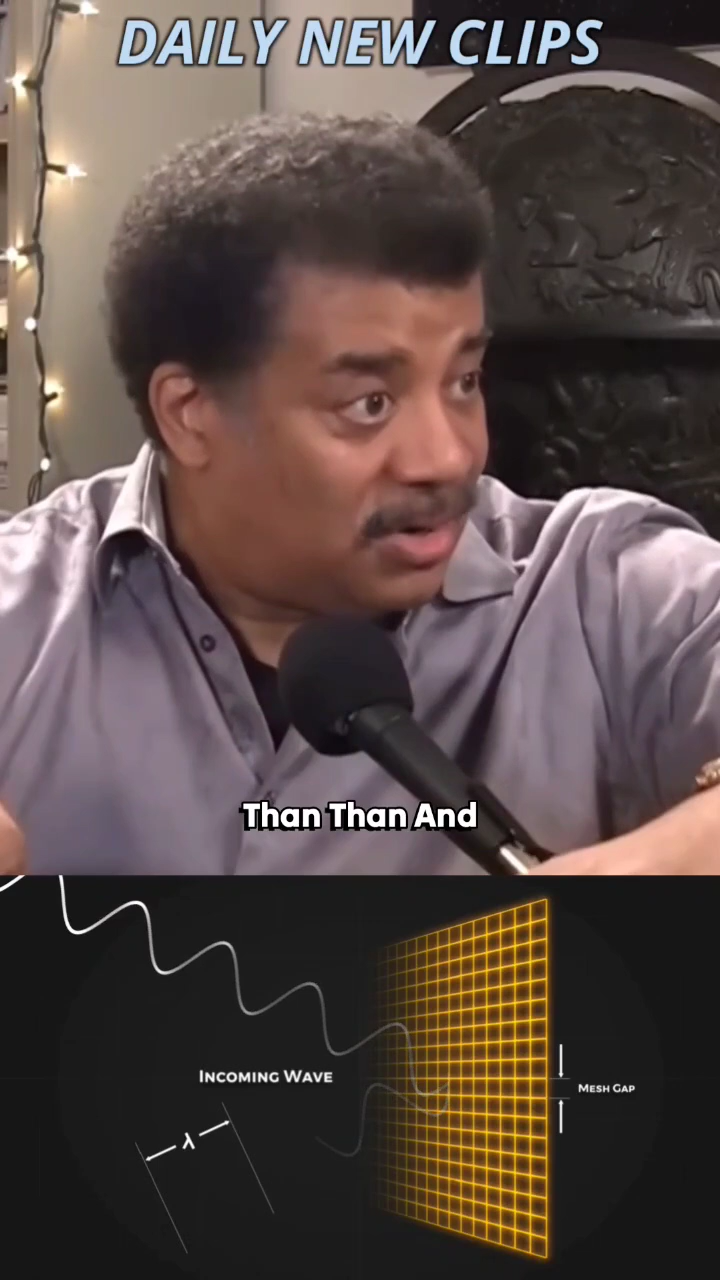 DAILY NEW CLIPS
Than Than And
INCOMING WAVE
MESH GAP
λ